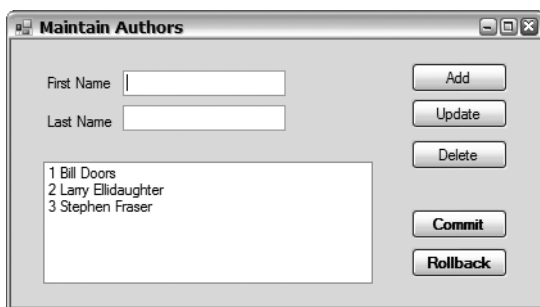 Maintain Authors
First Name
Add
Last Name
Update
Delete
1 Bill Doors
2 Larry Ellidaughter
3 Stephen Fraser
Commit
Rollback